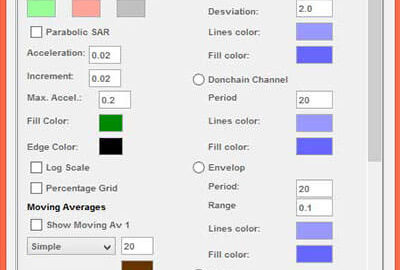 Desviation: 2.0
Parabolic SAR
Lines color:
Acceleration: 0.02
Fill color:
Increment: 0.02
Donchain Channel
Max. Accel.: 0.2
Period 20
Fill Color:
Lines color:
Edge Color:
Fill color:
Log Scale
Envelop
Percentage Grid
Period: 20
Moving Averages
Range 0.1
Show Moving Av 1
Lines color:
Simple 20
Fill color: